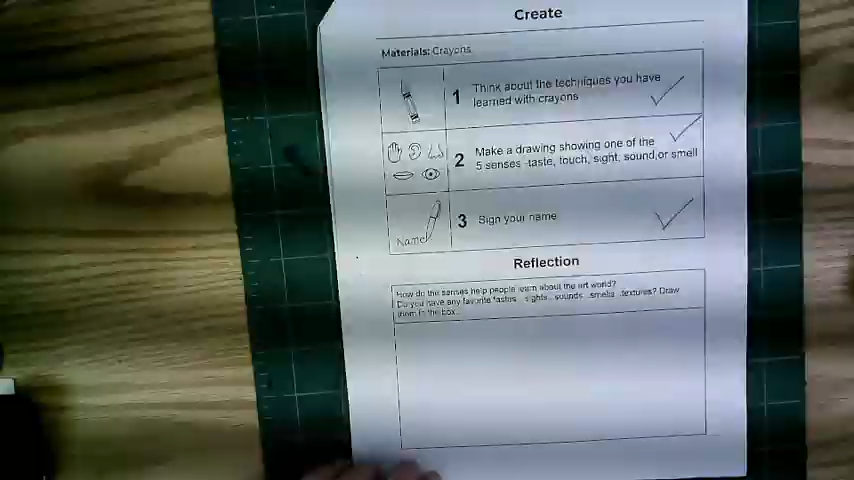 Create
Materials: Crayons
1 Think about the techniques you have
learned with crayons
2 Make a drawing showing one of the
5 senses -taste, touch, sight, sound,or smell
Name
3 Sign your name
Reflection
How do the senses help people learn about the art world?
Do you have any favorite tastes sights sounds smells textures? Draw
them in the box